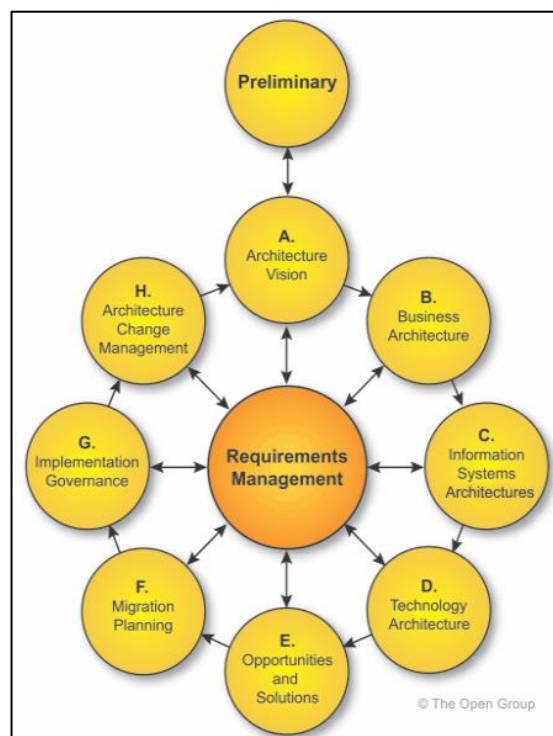 Preliminary
A.
Architecture
Vision
B.
Business
Architecture
C.
Information
Systems
Architectures
D.
Technology
Architecture
E.
Opportunities
and
Solutions
F.
Migration
Planning
G.
Implementation
Governance
H.
Architecture
Change
Management
Requirements
Management
© The Open Group